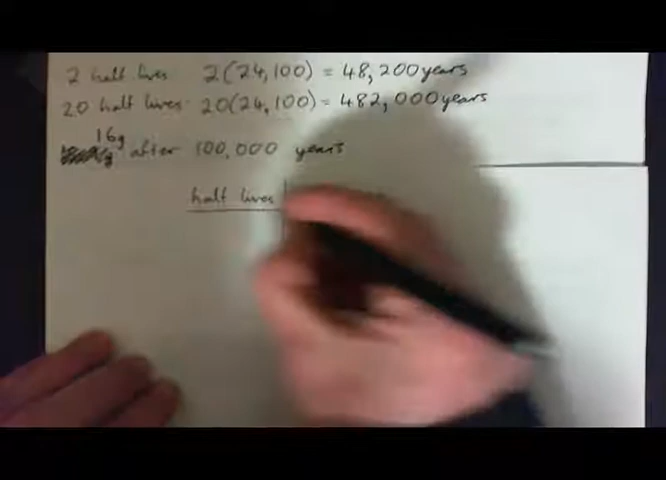 2 half lives 2(24,100) = 48,200 years
20 half lives. 20(24,100) = 482,000 years
16g
g after 100,000 years
half lives